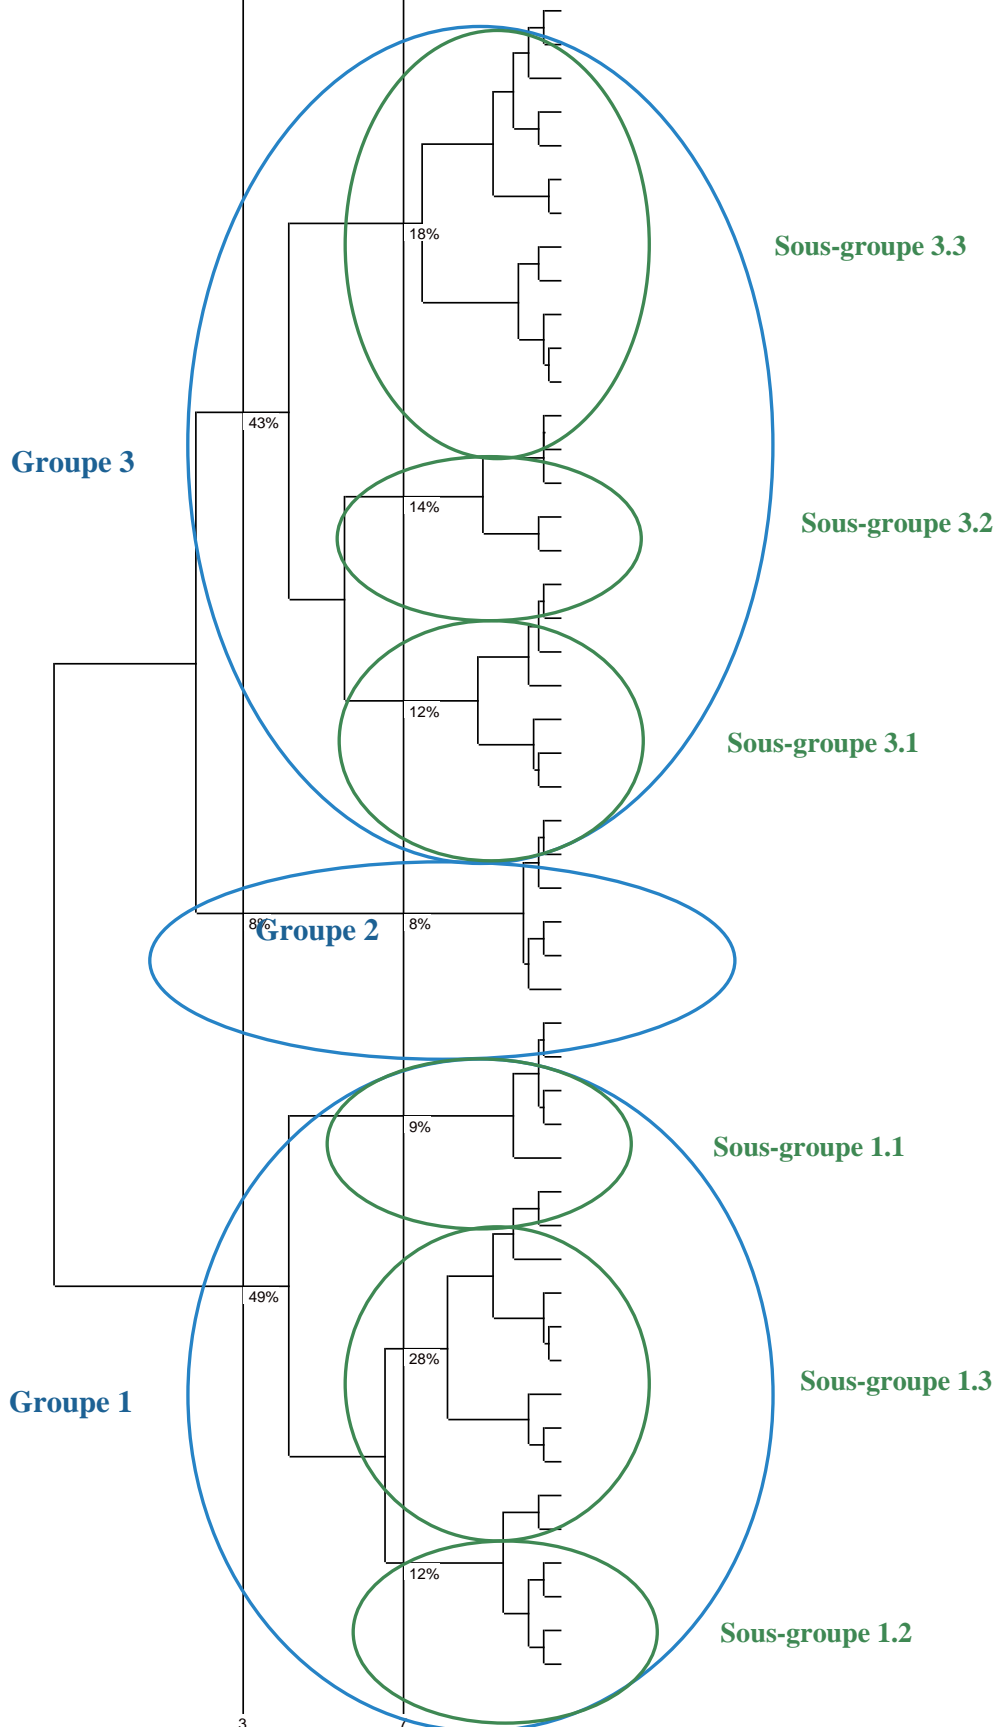 18%
Sous-groupe 3.3
43%
Groupe 3
14%
Sous-groupe 3.2
12%
Sous-groupe 3.1
8%
Groupe 2
8%
9%
Sous-groupe 1.1
49%
28%
Sous-groupe 1.3
Groupe 1
12%
Sous-groupe 1.2
3